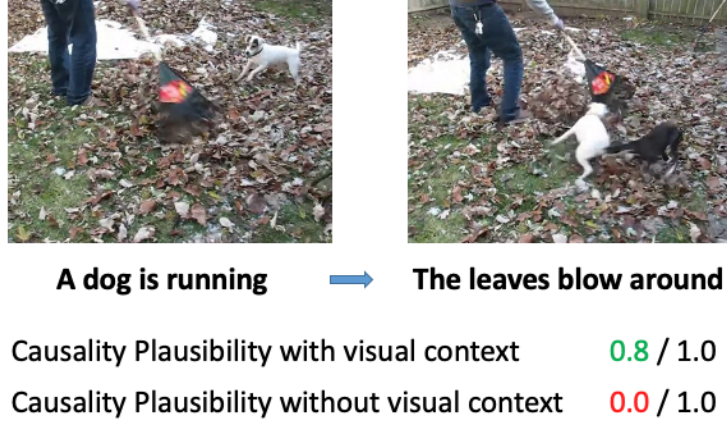 A dog is running
The leaves blow around
Causality Plausibility with visual context 0.8 / 1.0
Causality Plausibility without visual context 0.0 / 1.0